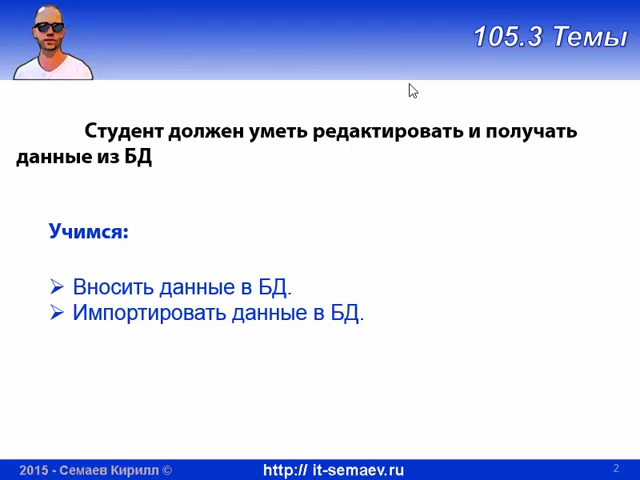 105.3 Темы
Студент должен уметь редактировать и получать
данные из БД
Учимся:
Вносить данные в БД.
Импортировать данные в БД.
2015 - Семаев Кирилл ©
http:// it-semaev.ru
2